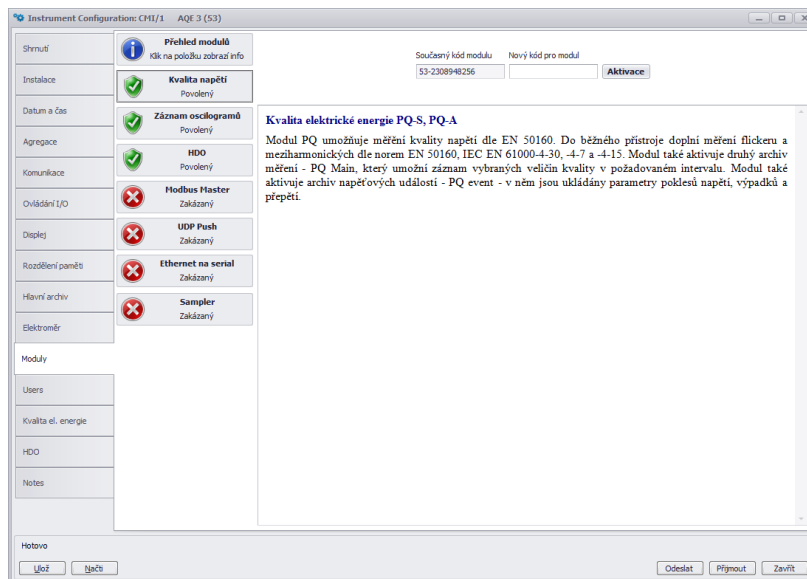 Instrument Configuration: CMI/1 AQE 3 (53)
Shrnutí
Instalace
Datum a čas
Agregace
Komunikace
Ovládání I/O
Displej
Rozdělení paměti
Hlavní archiv
Elektroměr
Moduly
Users
Kvalita el. energie
HDO
Notes
Přehled modulů
Klik na položku zobrazí info
Kvalita napětí
Povolený
Záznam oscilogramů
Povolený
HDO
Povolený
Modbus Master
Zakázaný
UDP Push
Zakázaný
Ethernet na serial
Zakázaný
Sampler
Zakázaný
Současný kód modulu Nový kód pro modul
53-2308948256 Aktivace
Kvalita elektrické energie PQ-S, PQ-A
Modul PQ umožňuje měření kvality napětí dle EN 50160. Do běžného přístroje doplní měření flickeru a
meziharmonických dle norem EN 50160, IEC EN 61000-4-30, -4-7 a -4-15. Modul také aktivuje druhý archiv
měření - PQ Main, který umožní záznam vybraných veličin kvality v požadovaném intervalu. Modul také
aktivuje archiv napěťových událostí - PQ event - v něm jsou ukládány parametry poklesů napětí, výpadků a
přepětí.
Hotovo
Ulož Načti Odeslat Přijmout Zavřít